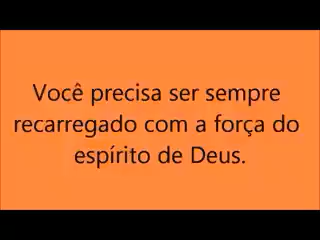 Você precisa ser sempre
recarregado com a força do
espírito de Deus.